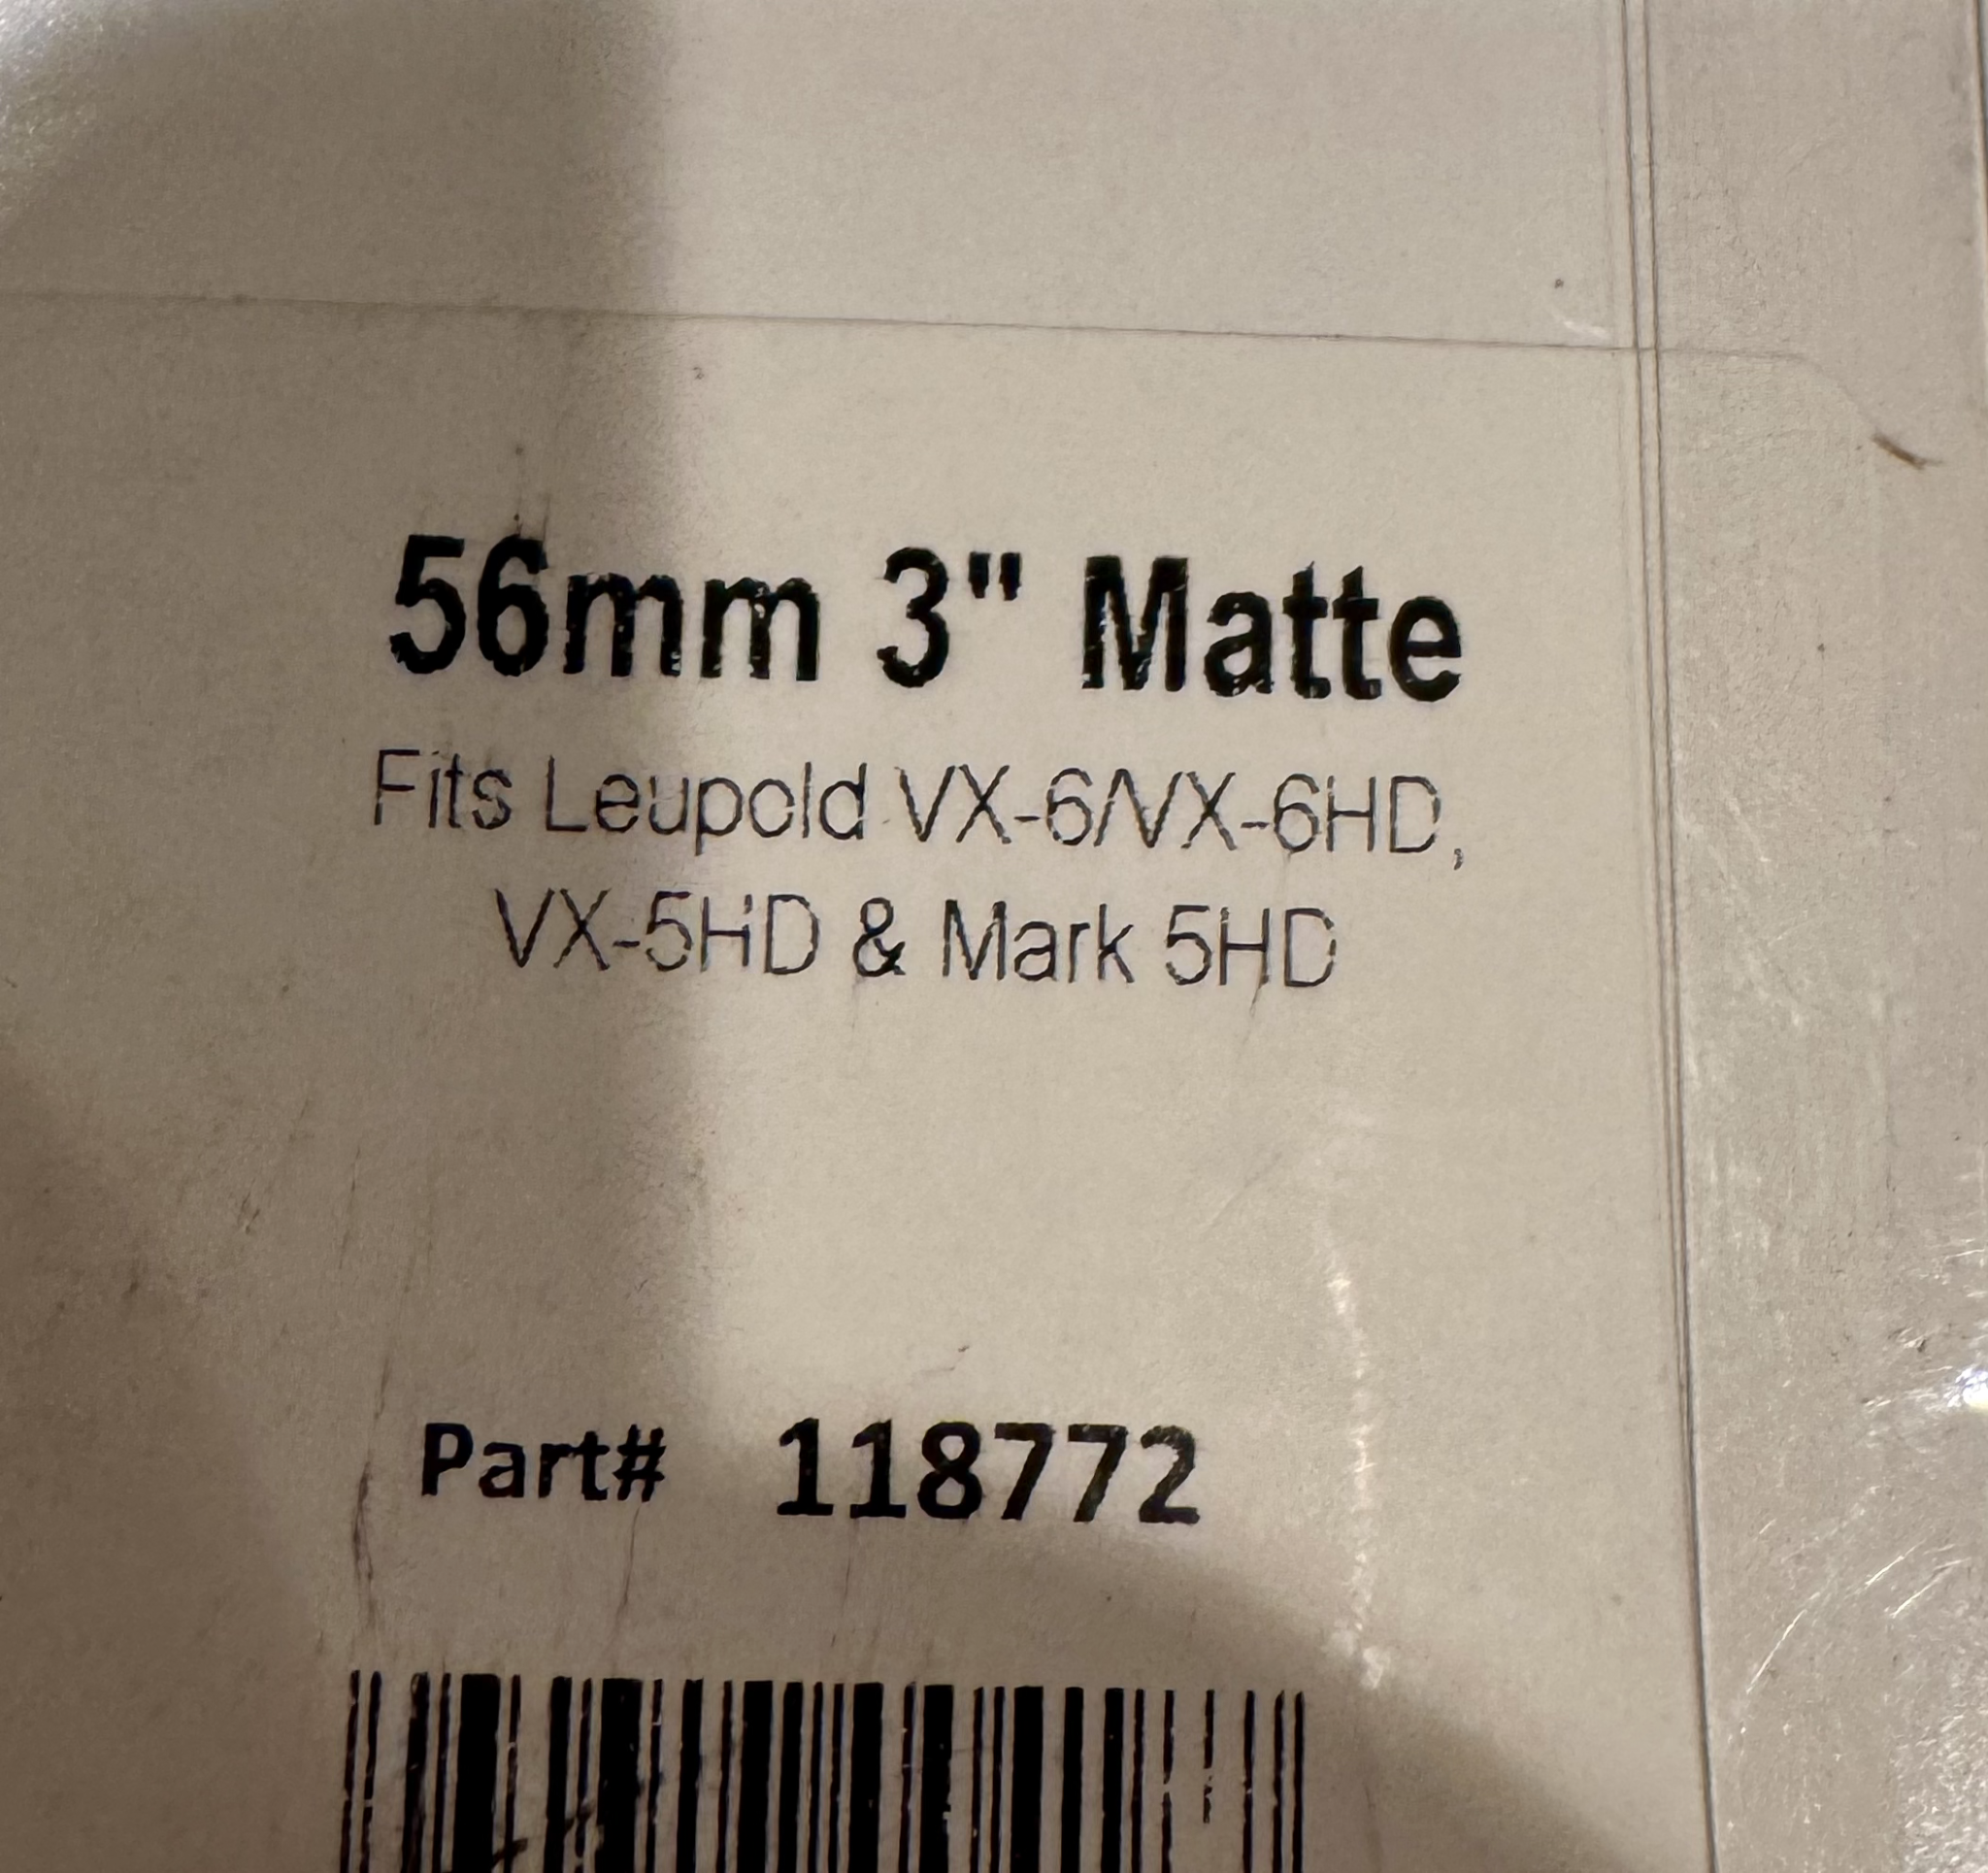 56mm 3" Matte
Fits Leupold VX-6/VX-6HD,
VX-5HD & Mark 5HD
Part# 118772